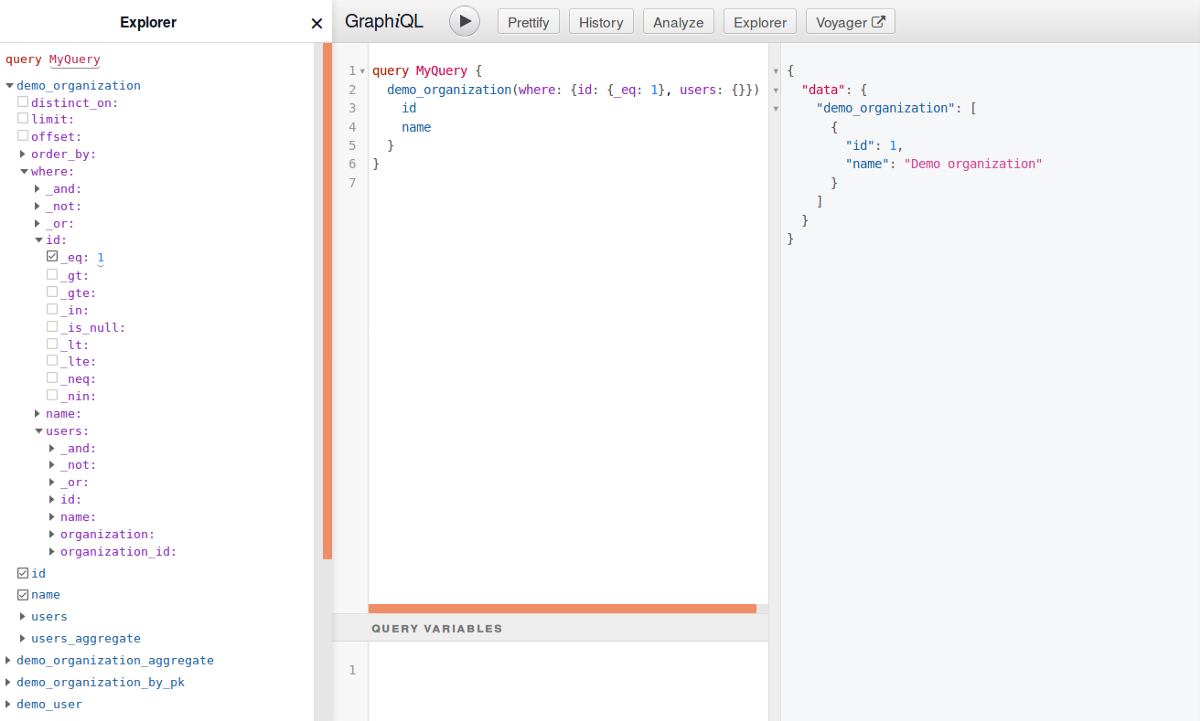 Explorer
×
GraphiQL
Prettify
History
Analyze
Explorer
Voyager
query MyQuery
demo_organization
distinct_on:
limit:
offset:
order_by:
where:
_and:
_not:
_or:
id:
_eq: 1
_gt:
_gte:
_in:
_is_null:
_lt:
_lte:
_neq:
_nin:
name:
users:
_and:
_not:
_or:
id:
name:
organization:
organization_id:
id
name
users
users_aggregate
demo_organization_aggregate
demo_organization_by_pk
demo_user
1 query MyQuery {
2 demo_organization(where: {id: {_eq: 1}, users: {}})
3 id
4 name
5 }
6 }
7
QUERY VARIABLES
1
{
"data": {
"demo_organization": [
{
"id": 1,
"name": "Demo organization"
}
]
}
}